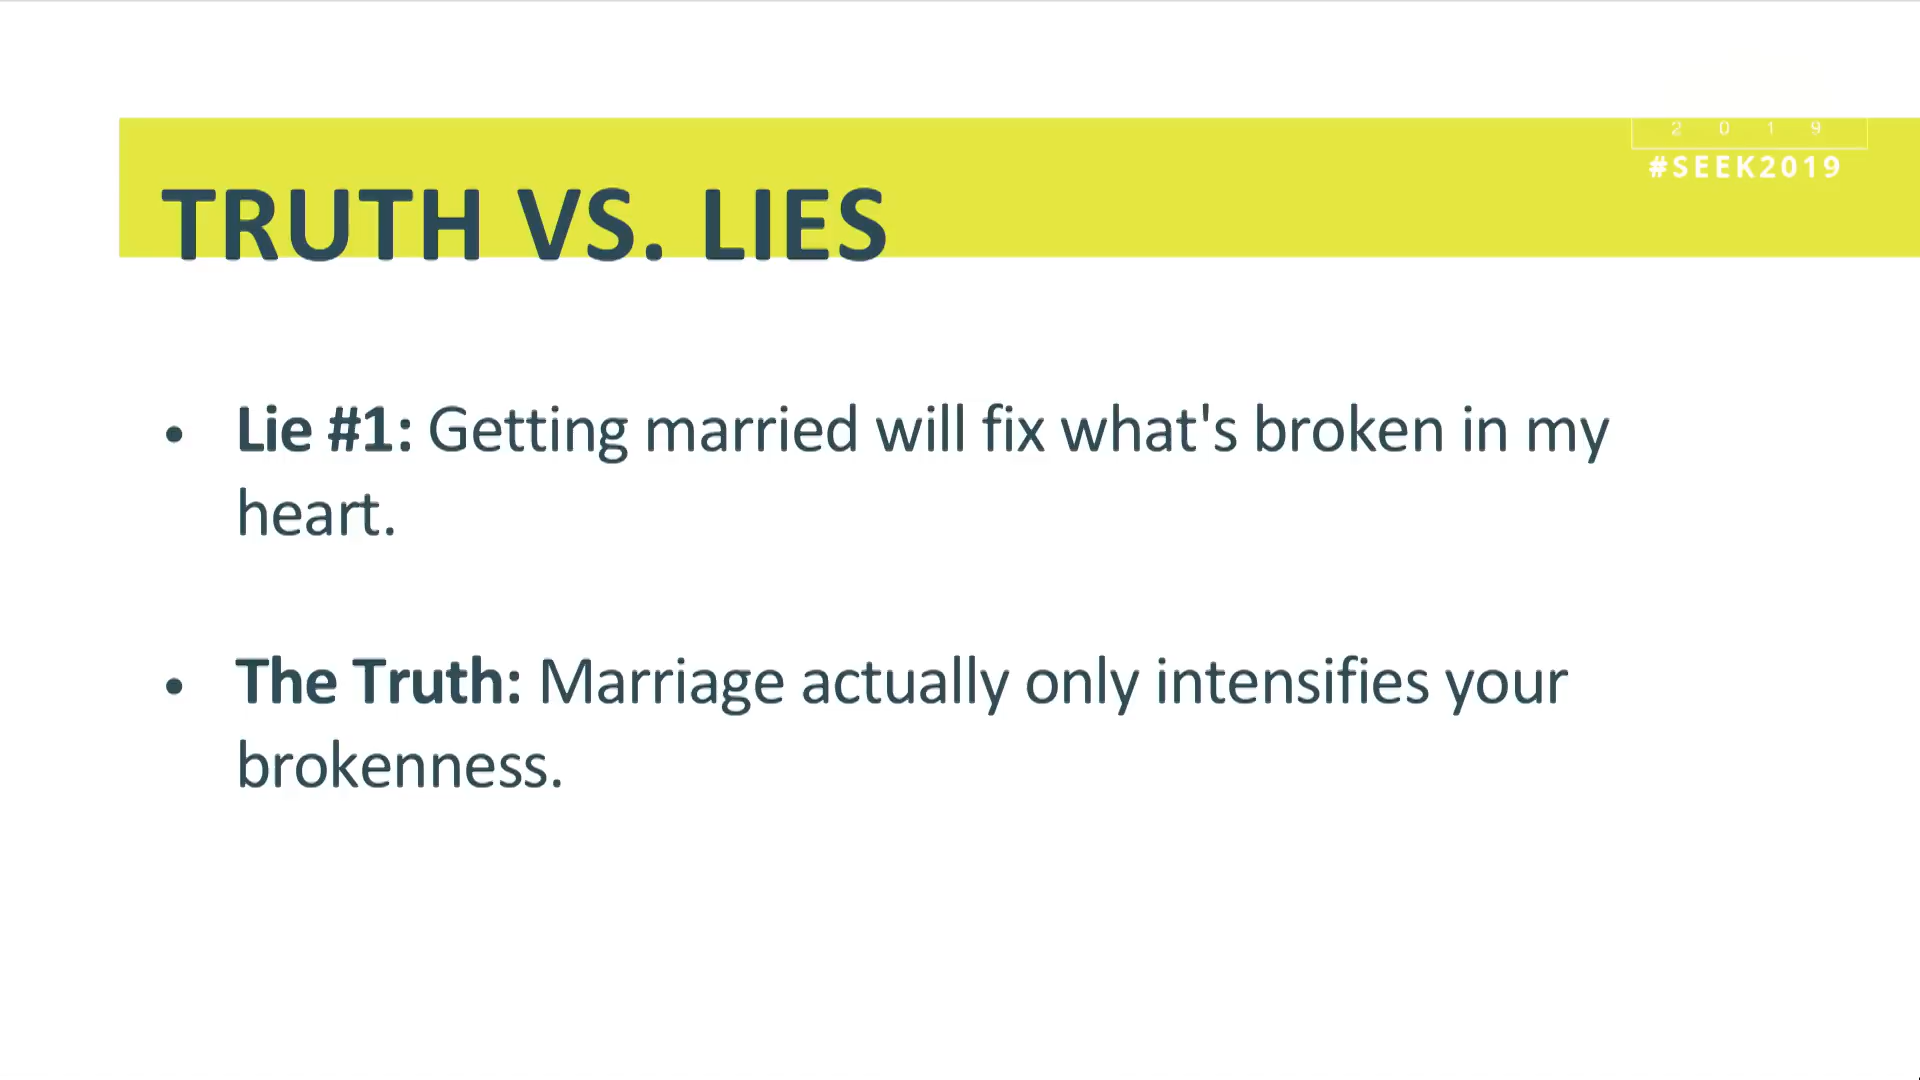 2 0 1 9
#SEEK2019
TRUTH VS. LIES
• Lie #1: Getting married will fix what's broken in my
heart.
• The Truth: Marriage actually only intensifies your
brokenness.